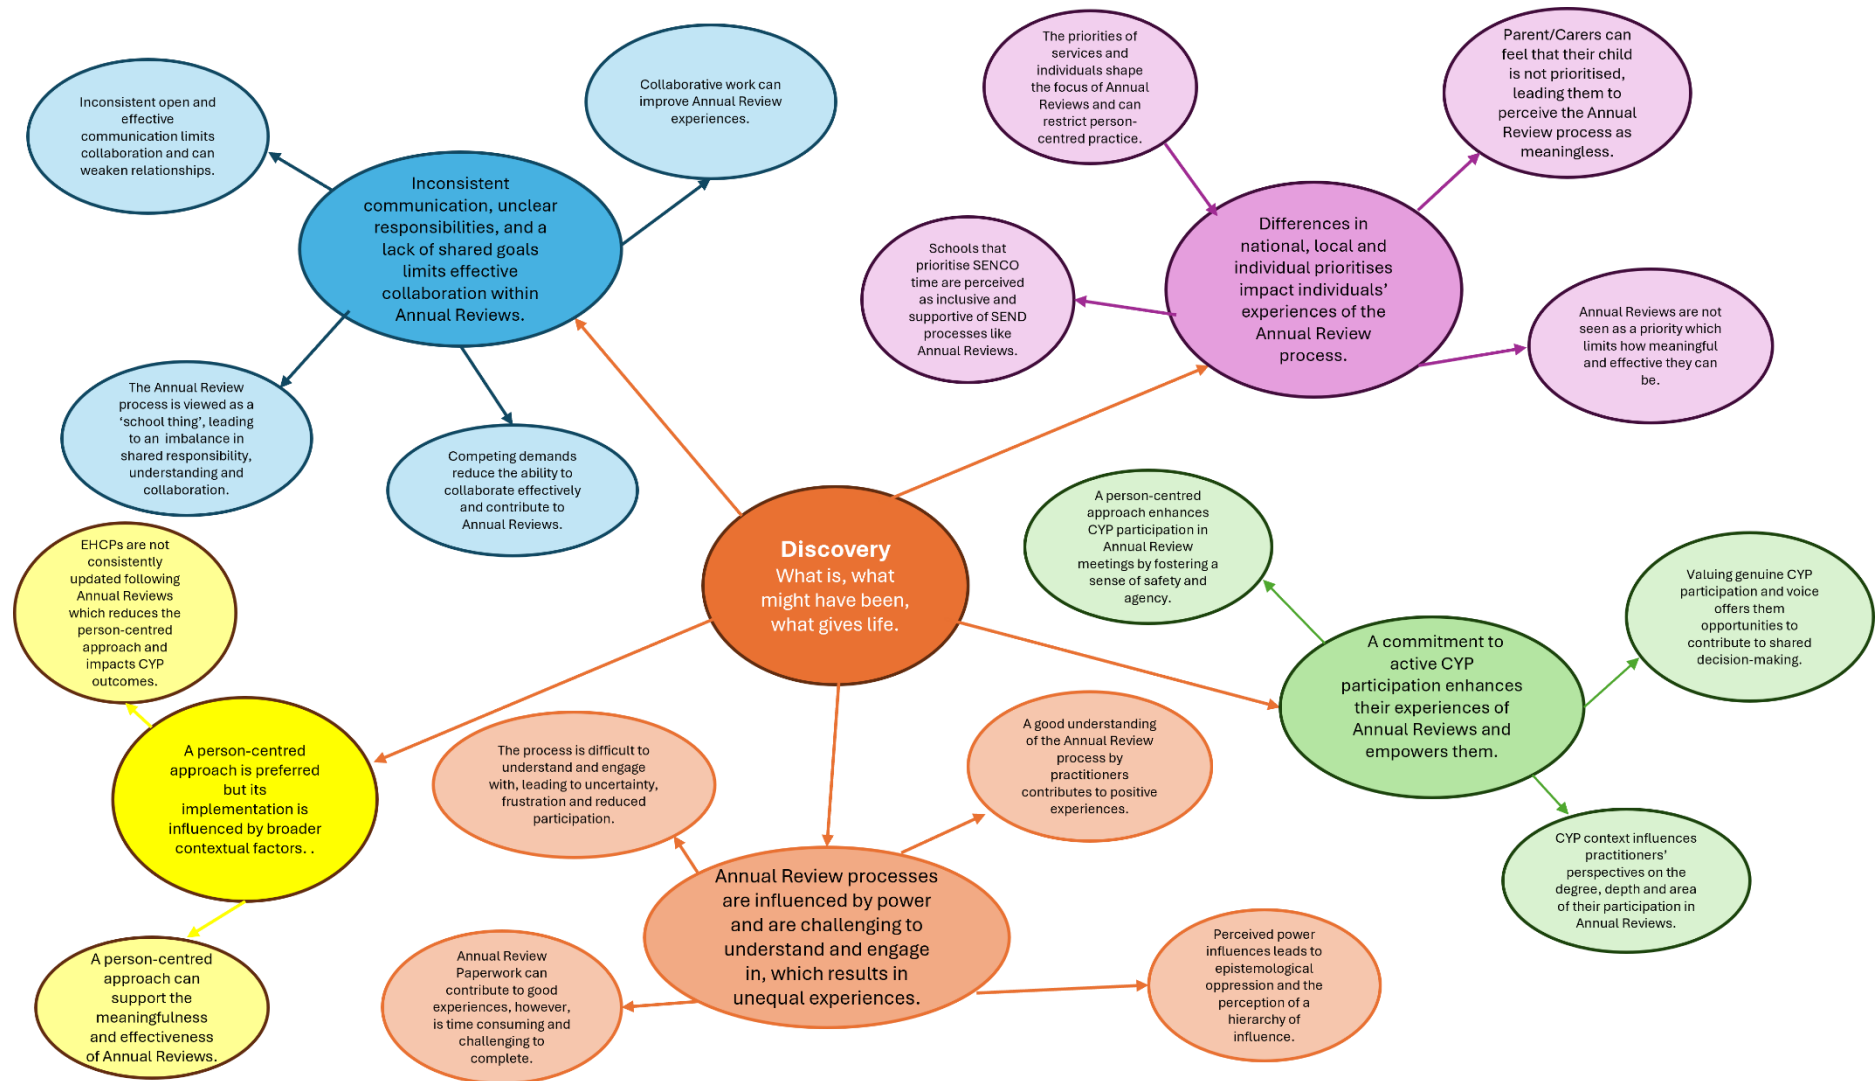 Inconsistent open and
effective
communication limits
collaboration and can
weaken relationships.
Collaborative work can
improve Annual Review
experiences.
Inconsistent
communication, unclear
responsibilities, and a
lack of shared goals
limits effective
collaboration within
Annual Reviews.
The Annual Review
process is viewed as a
‘school thing’, leading
to an imbalance in
shared responsibility,
understanding and
collaboration.
Competing demands
reduce the ability to
collaborate effectively
and contribute to
Annual Reviews.
The priorities of
services and
individuals shape
the focus of Annual
Reviews and can
restrict person-
centred practice.
Parent/Carers can
feel that their child
is not prioritised,
leading them to
perceive the Annual
Review process as
meaningless.
Differences in
national, local and
individual prioritises
impact individuals’
experiences of the
Annual Review
process.
Schools that
prioritise SENCO
time are perceived
as inclusive and
supportive of SEND
processes like
Annual Reviews.
Annual Reviews are not
seen as a priority which
limits how meaningful
and effective they can
be.
Discovery
What is, what
might have been,
what gives life.
A person-centred
approach enhances
CYP participation in
Annual Review
meetings by fostering a
sense of safety and
agency.
Valuing genuine CYP
participation and voice
offers them
opportunities to
contribute to shared
decision-making.
A commitment to
active CYP
participation enhances
their experiences of
Annual Reviews and
empowers them.
CYP context influences
practitioners’
perspectives on the
degree, depth and area
of their participation in
Annual Reviews.
EHCPs are not
consistently
updated following
Annual Reviews
which reduces the
person-centred
approach and
impacts CYP
outcomes.
A person-centred
approach is preferred
but its
implementation is
influenced by broader
contextual factors. .
A person-centred
approach can
support the
meaningfulness
and effectiveness
of Annual Reviews.
The process is difficult to
understand and engage
with, leading to uncertainty,
frustration and reduced
participation.
A good understanding
of the Annual Review
process by
practitioners
contributes to positive
experiences.
Annual Review processes
are influenced by power
and are challenging to
understand and engage
in, which results in
unequal experiences.
Annual Review
Paperwork can
contribute to good
experiences, however,
is time consuming and
challenging to
complete.
Perceived power
influences leads to
epistemological
oppression and the
perception of a
hierarchy of
influence.